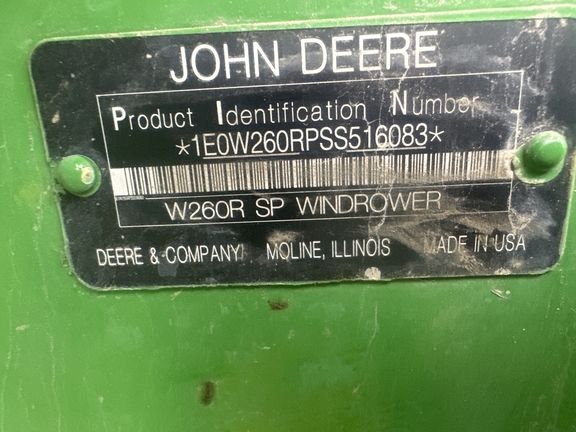 JOHN DEERE
Product Identification Number
*1E0W260RPSS516083*
W260R SP WINDROWER
DEERE & COMPANY MOLINE, ILLINOIS MADE IN USA